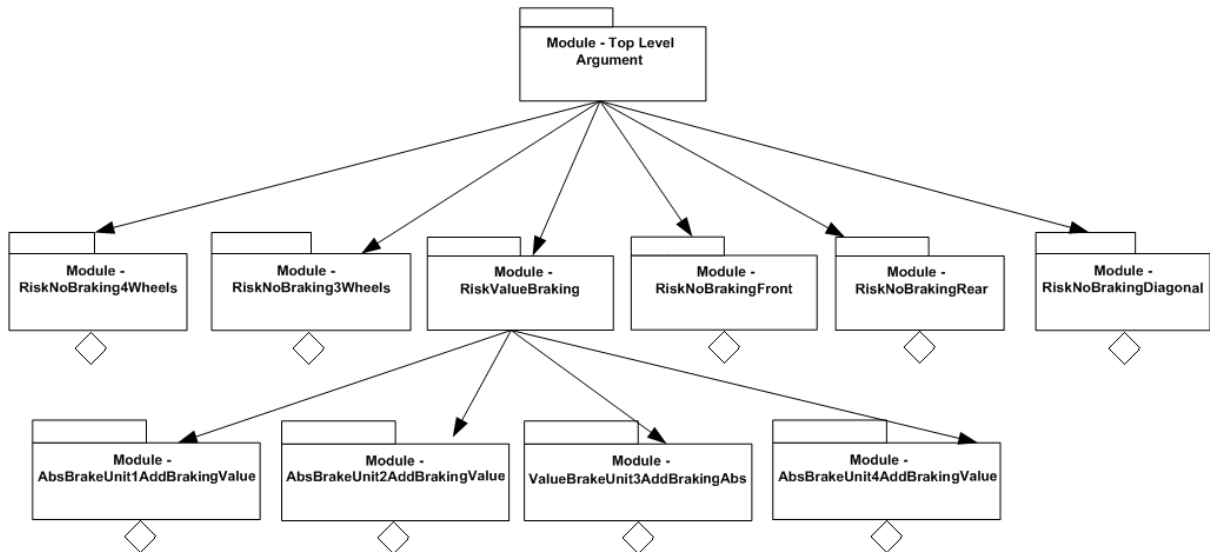 Module - Top Level
Argument
Module -
RiskNoBraking4Wheels
Module -
RiskNoBraking3Wheels
Module -
RiskValueBraking
Module -
RiskNoBrakingFront
Module -
RiskNoBrakingRear
Module -
RiskNoBrakingDiagonal
Module -
AbsBrakeUnit1AddBrakingValue
Module -
AbsBrakeUnit2AddBrakingValue
Module -
ValueBrakeUnit3AddBrakingAbs
Module -
AbsBrakeUnit4AddBrakingValue